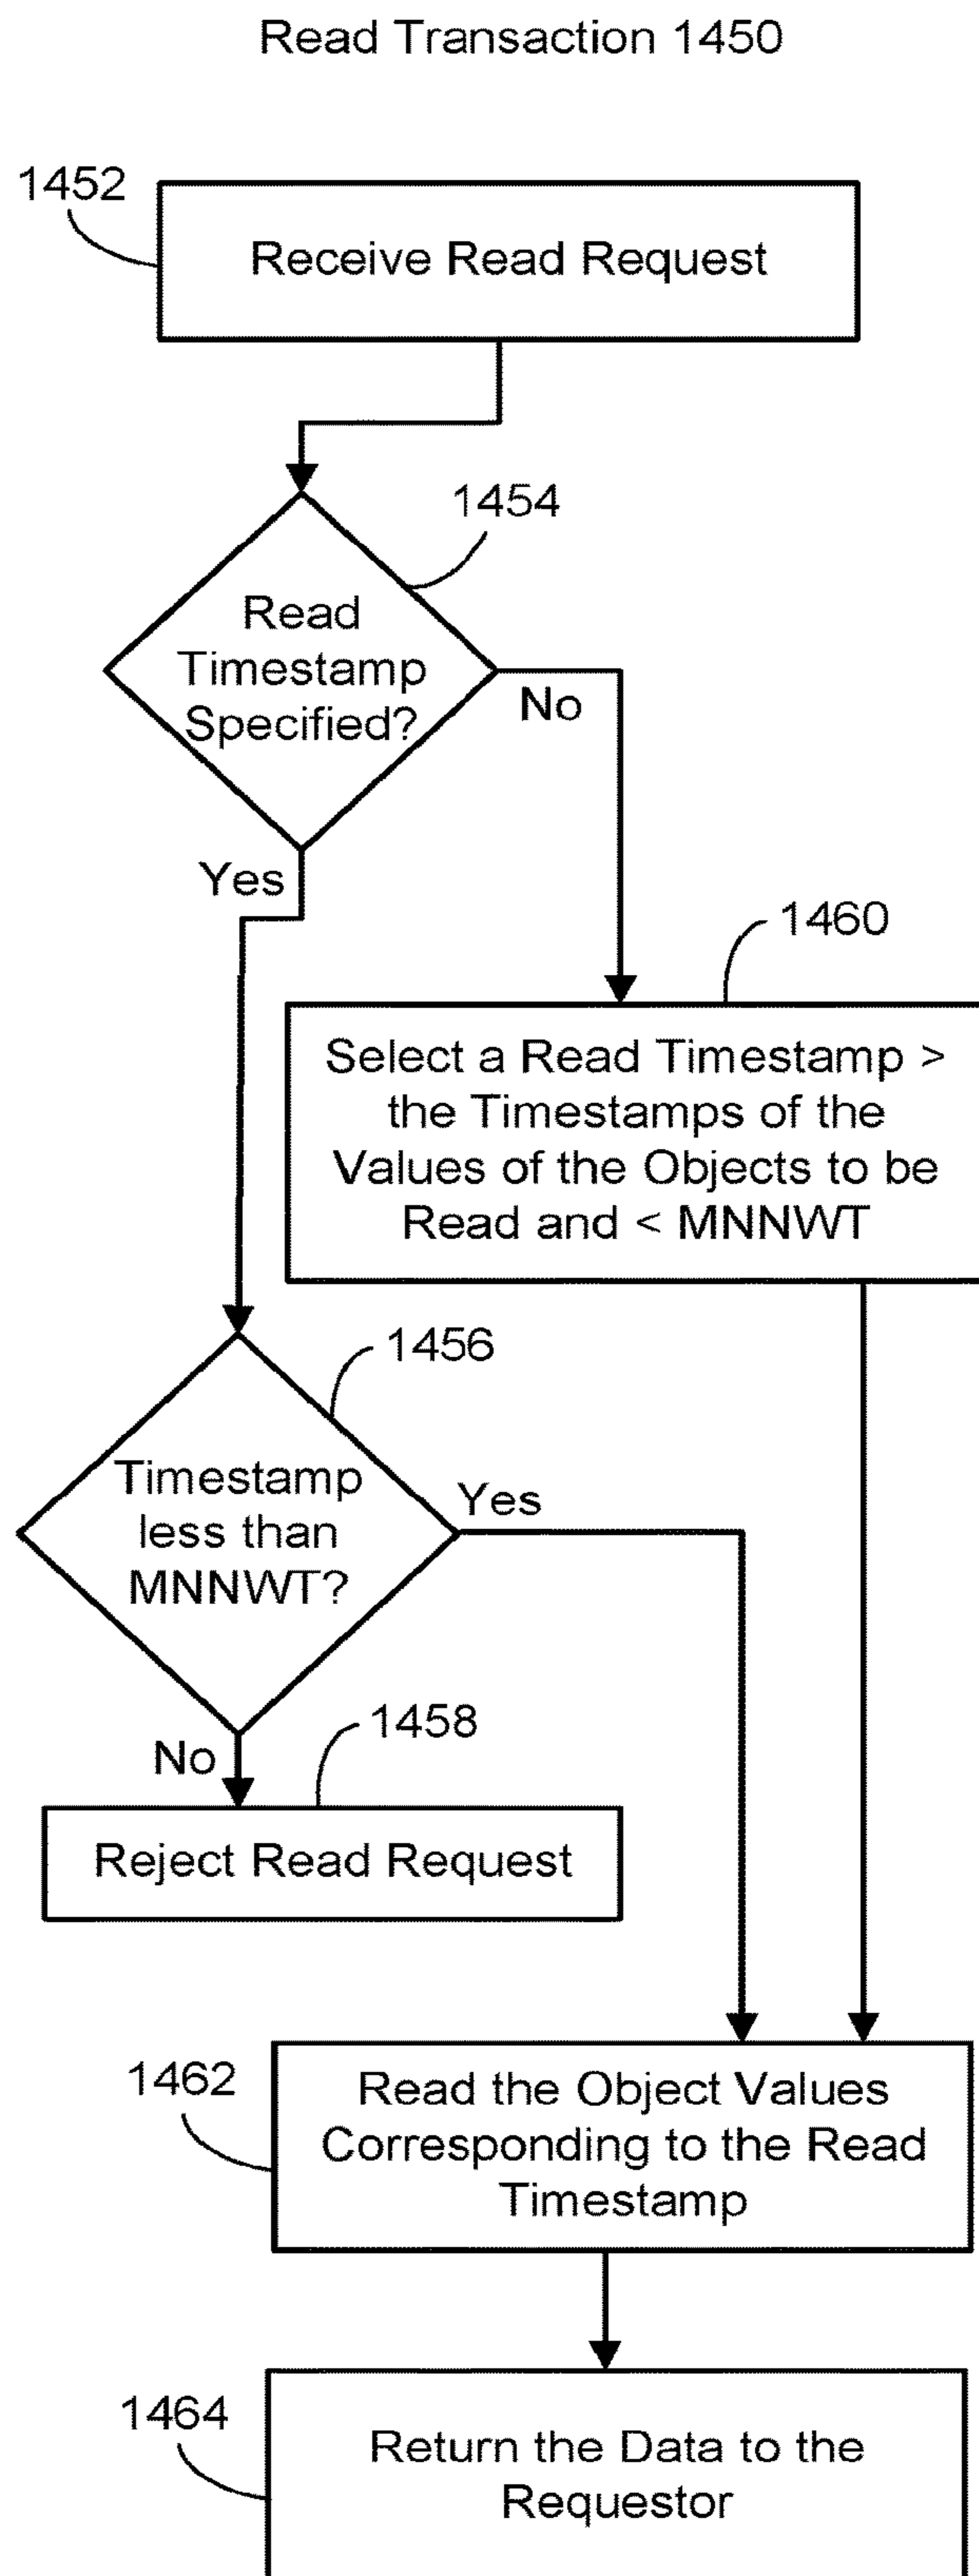 Read Transaction 1450
1452
Receive Read Request
1454
Read
Timestamp
Specified?
No
Yes
1460
Select a Read Timestamp >
the Timestamps of the
Values of the Objects to be
Read and < MNNWT
1456
Timestamp
less than
MNNWT?
Yes
No
1458
Reject Read Request
1462
Read the Object Values
Corresponding to the Read
Timestamp
1464
Return the Data to the
Requestor